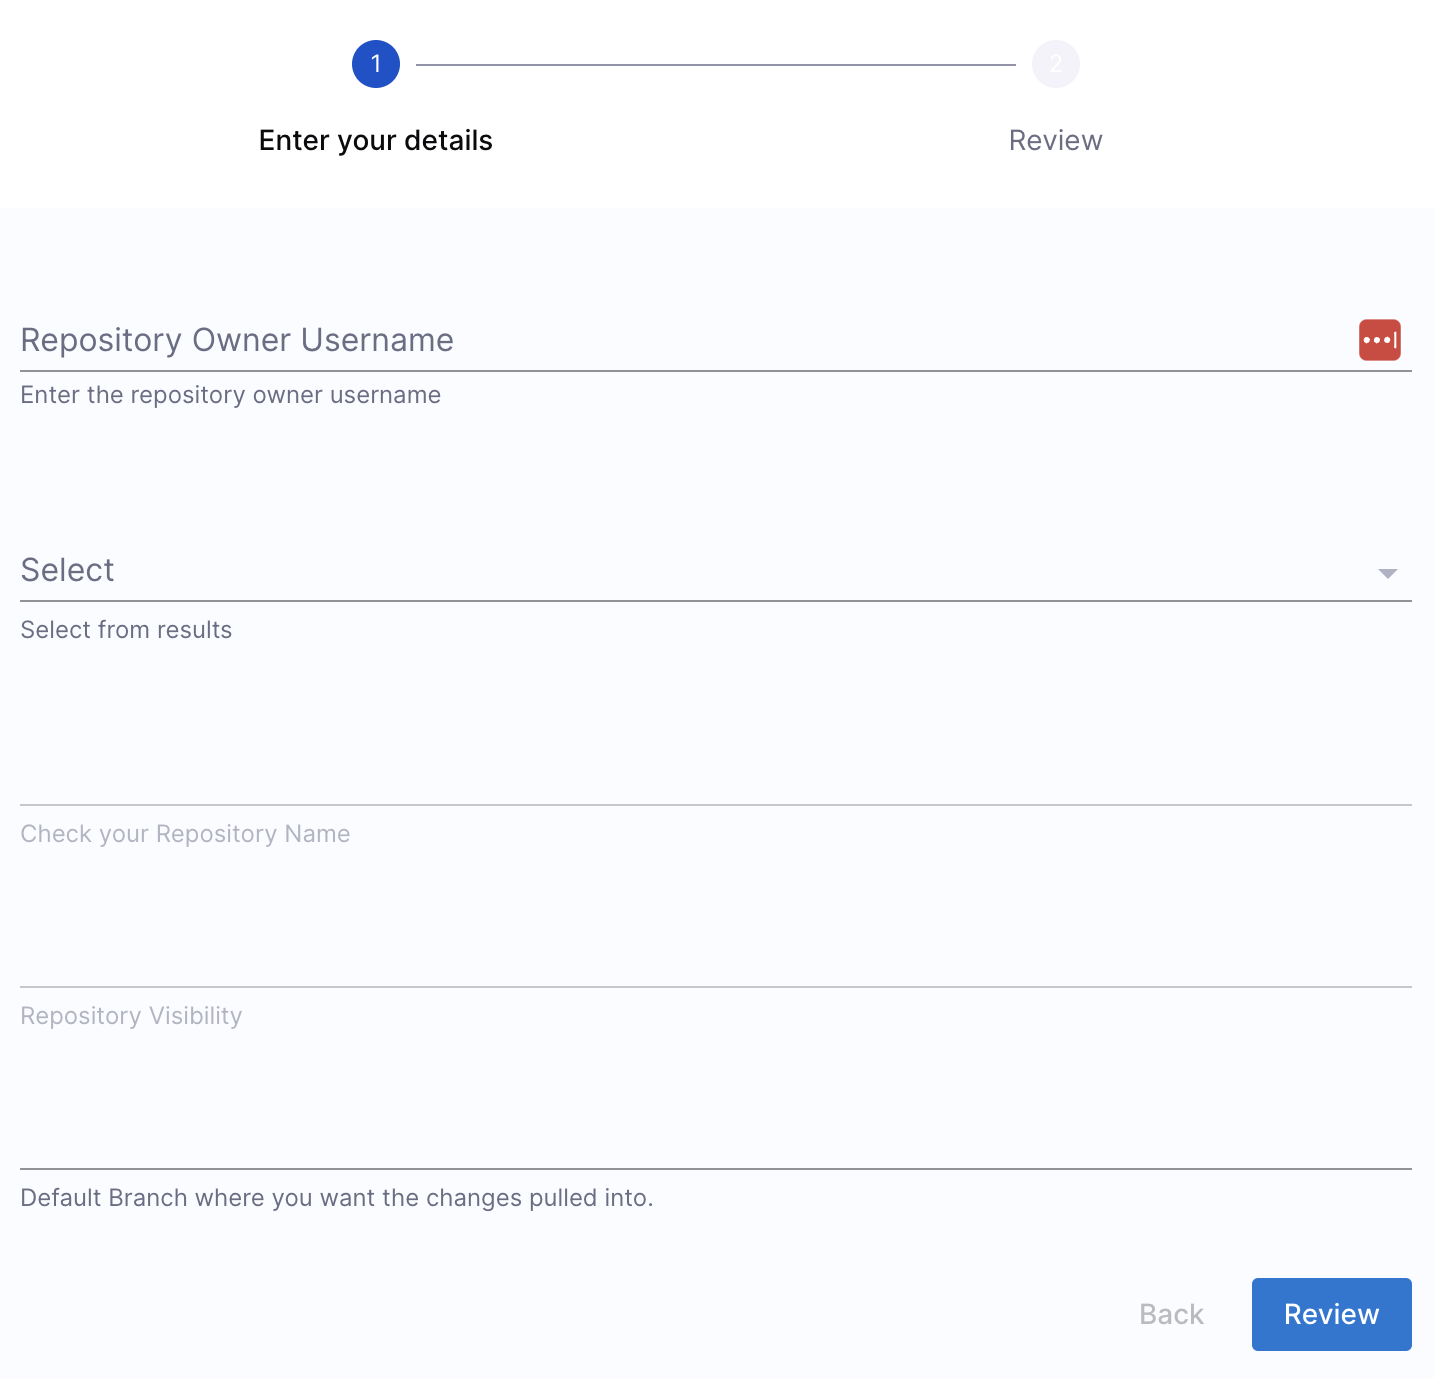 1
2
Enter your details
Review
Repository Owner Username
Enter the repository owner username
Select
Select from results
Check your Repository Name
Repository Visibility
Default Branch where you want the changes pulled into.
Back
Review